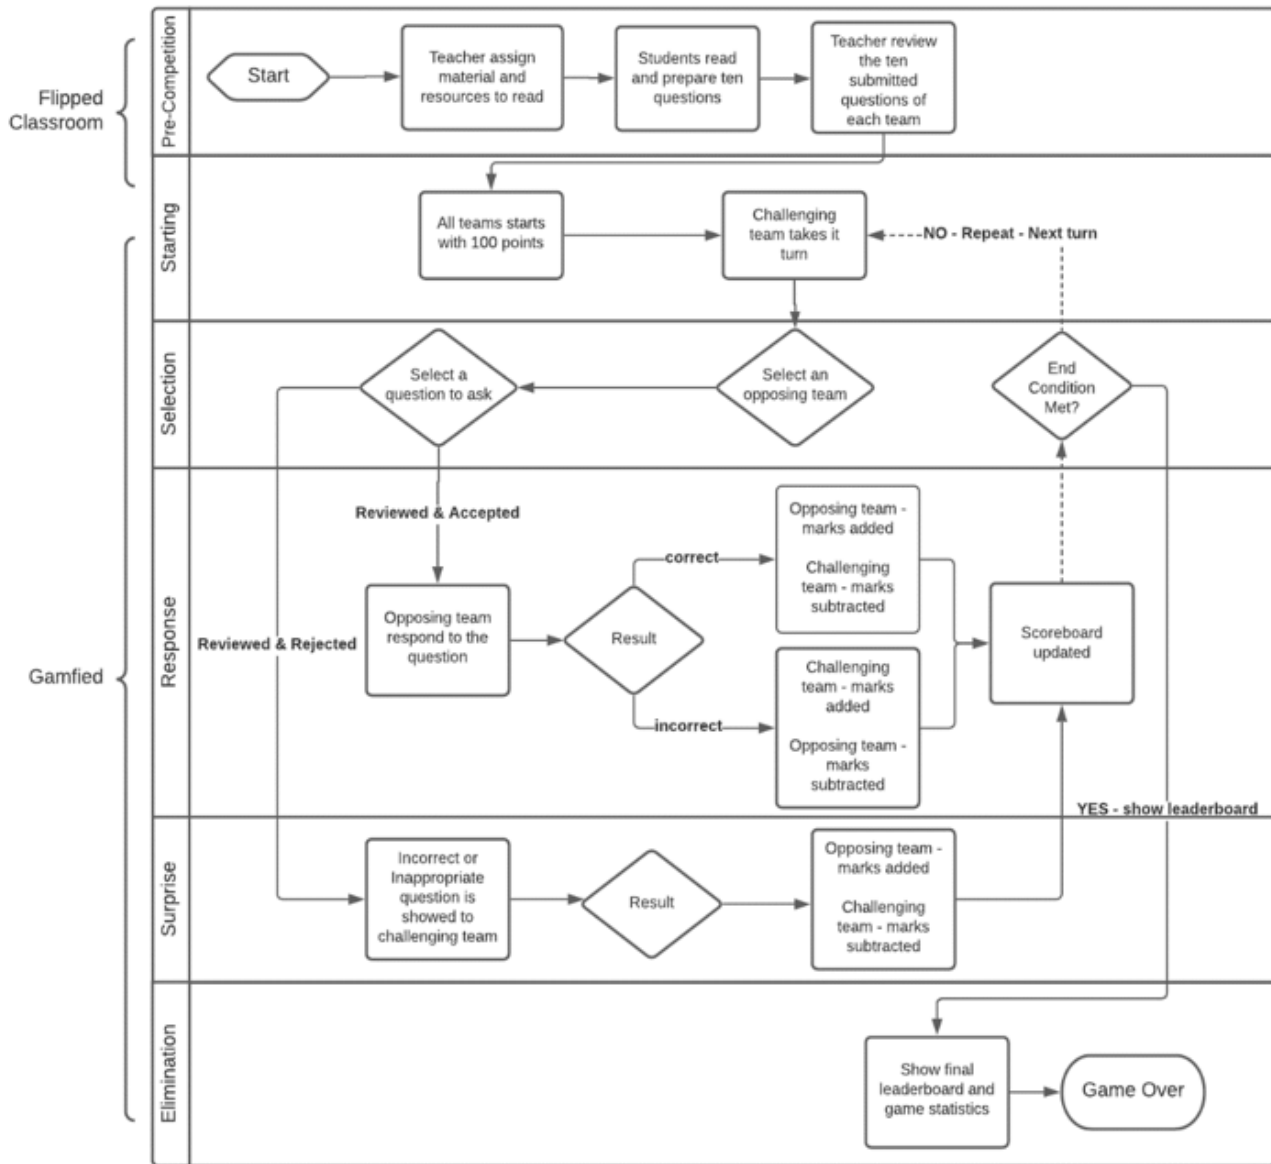 Flipped
Classroom
Pre-Competition
Start
Teacher assign
material and
resources to read
Students read
and prepare ten
questions
Teacher review
the ten
submitted
questions of
each team
Gamfied
Starting
All teams starts
with 100 points
Challenging
team takes it
turn
NO - Repeat - Next turn
Selection
Select a
question to ask
Select an
opposing team
End
Condition
Met?
Response
Reviewed & Accepted
Reviewed & Rejected
Opposing team
respond to the
question
Result
correct
incorrect
Opposing team -
marks added
Challenging
team - marks
subtracted
Challenging
team - marks
added
Opposing team -
marks
subtracted
Scoreboard
updated
YES - show leaderboard
Surprise
Incorrect or
Inappropriate
question is
showed to
challenging team
Result
Opposing team -
marks added
Challenging
team - marks
subtracted
Elimination
Show final
leaderboard and
game statistics
Game Over